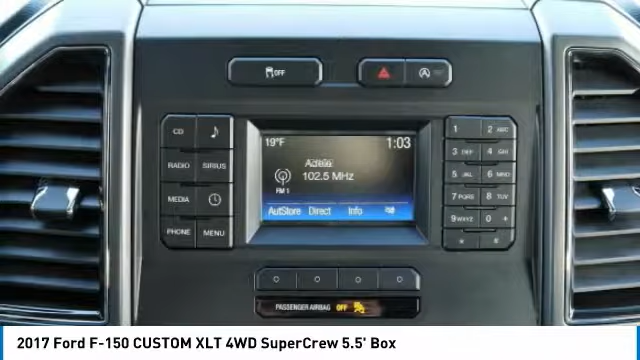 OFF
19°F 1:03
102.5 MHz
FM 1
AutStore Direct Info
CD
RADIO SIRIUS
MEDIA
PHONE MENU
1 2 ABC
3 DEF 4 GHI
5 JKL 6 MNO
7 PQRS 8 TUV
9 WXYZ 0 +
* #
PASSENGER AIRBAG OFF
2017 Ford F-150 CUSTOM XLT 4WD SuperCrew 5.5' Box